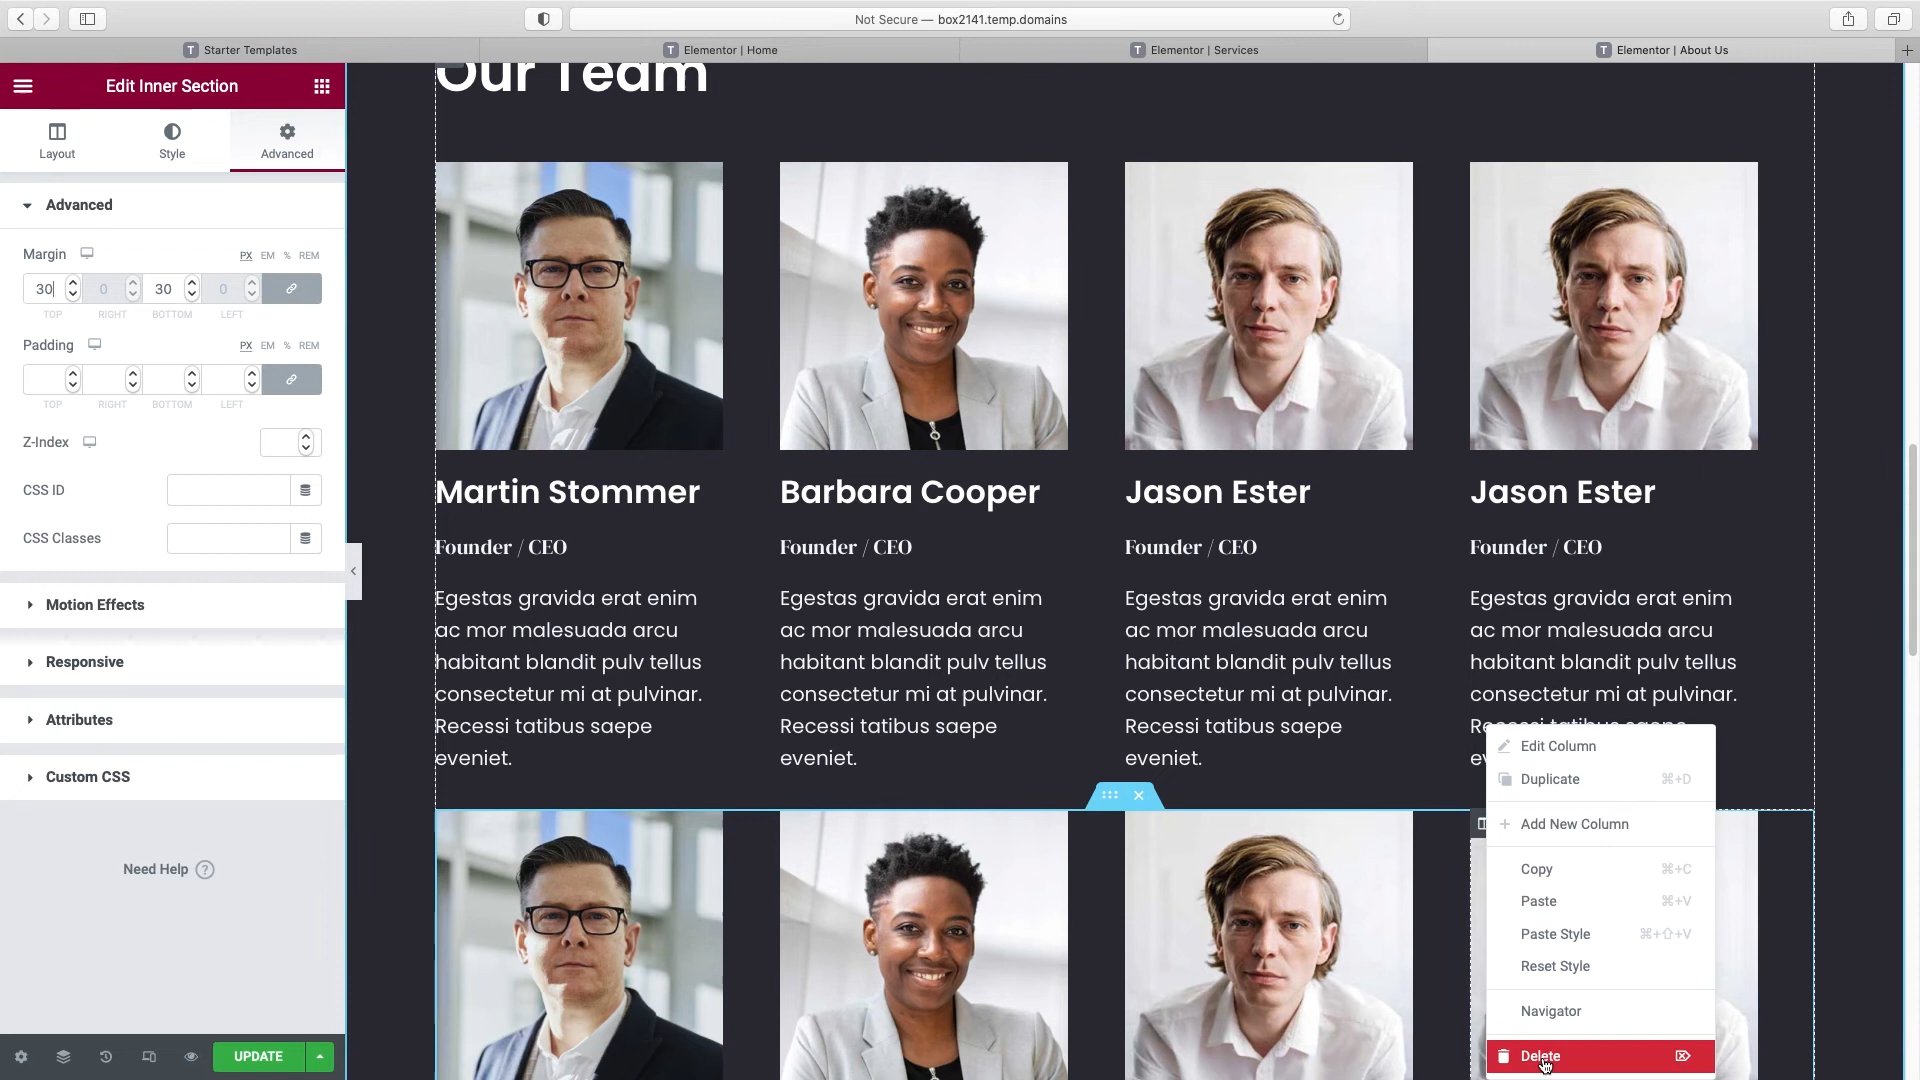 Not Secure — box2141.temp.domains
T Starter Templates
T Elementor | Home
T Elementor | Services
T Elementor | About Us
Edit Inner Section
Layout
Style
Advanced
Advanced
Margin
PX EM % REM
30 0 30 0
TOP RIGHT BOTTOM LEFT
Padding
PX EM % REM
TOP RIGHT BOTTOM LEFT
Z-Index
CSS ID
CSS Classes
Motion Effects
Responsive
Attributes
Custom CSS
Need Help ?
UPDATE
Our Team
Martin Stommer
Founder / CEO
Egestas gravida erat enim
ac mor malesuada arcu
habitant blandit pulv tellus
consectetur mi at pulvinar.
Recessi tatibus saepe
eveniet.
Barbara Cooper
Founder / CEO
Egestas gravida erat enim
ac mor malesuada arcu
habitant blandit pulv tellus
consectetur mi at pulvinar.
Recessi tatibus saepe
eveniet.
Jason Ester
Founder / CEO
Egestas gravida erat enim
ac mor malesuada arcu
habitant blandit pulv tellus
consectetur mi at pulvinar.
Recessi tatibus saepe
eveniet.
Jason Ester
Founder / CEO
Egestas gravida erat enim
ac mor malesuada arcu
habitant blandit pulv tellus
consectetur mi at pulvinar.
Edit Column
Duplicate ⌘+D
Add New Column
Copy ⌘+C
Paste ⌘+V
Paste Style ⌘+⇧+V
Reset Style
Navigator
Delete